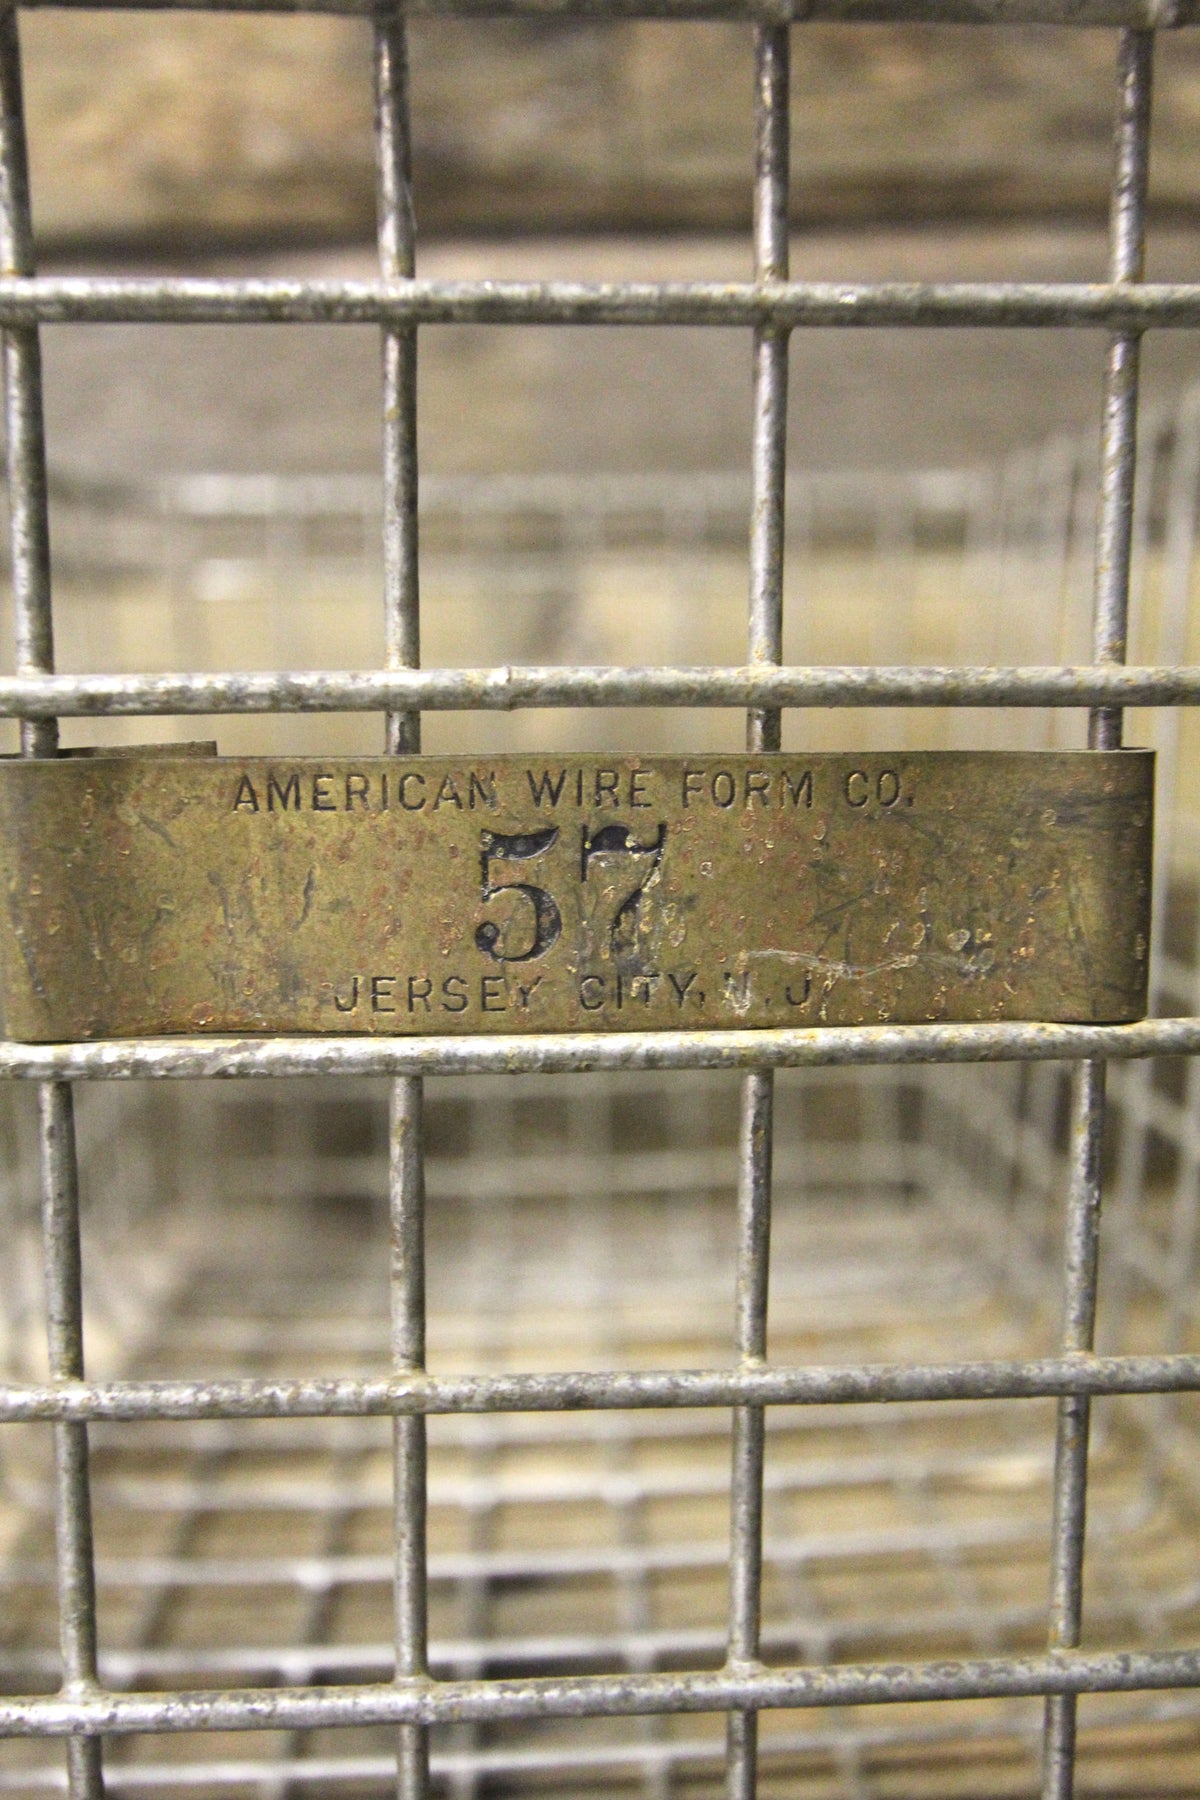 AMERICAN WIRE FORM CO.
57
JERSEY CITY, N.J.